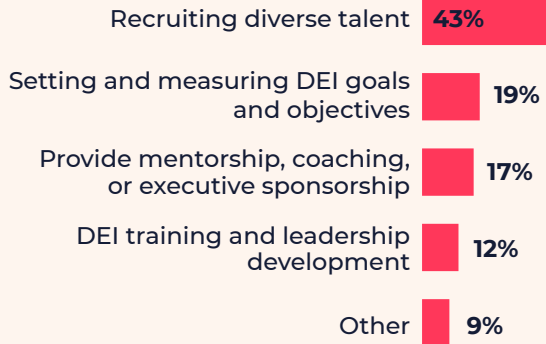 Recruiting diverse talent 43%
Setting and measuring DEI goals
and objectives 19%
Provide mentorship, coaching,
or executive sponsorship 17%
DEI training and leadership
development 12%
Other 9%